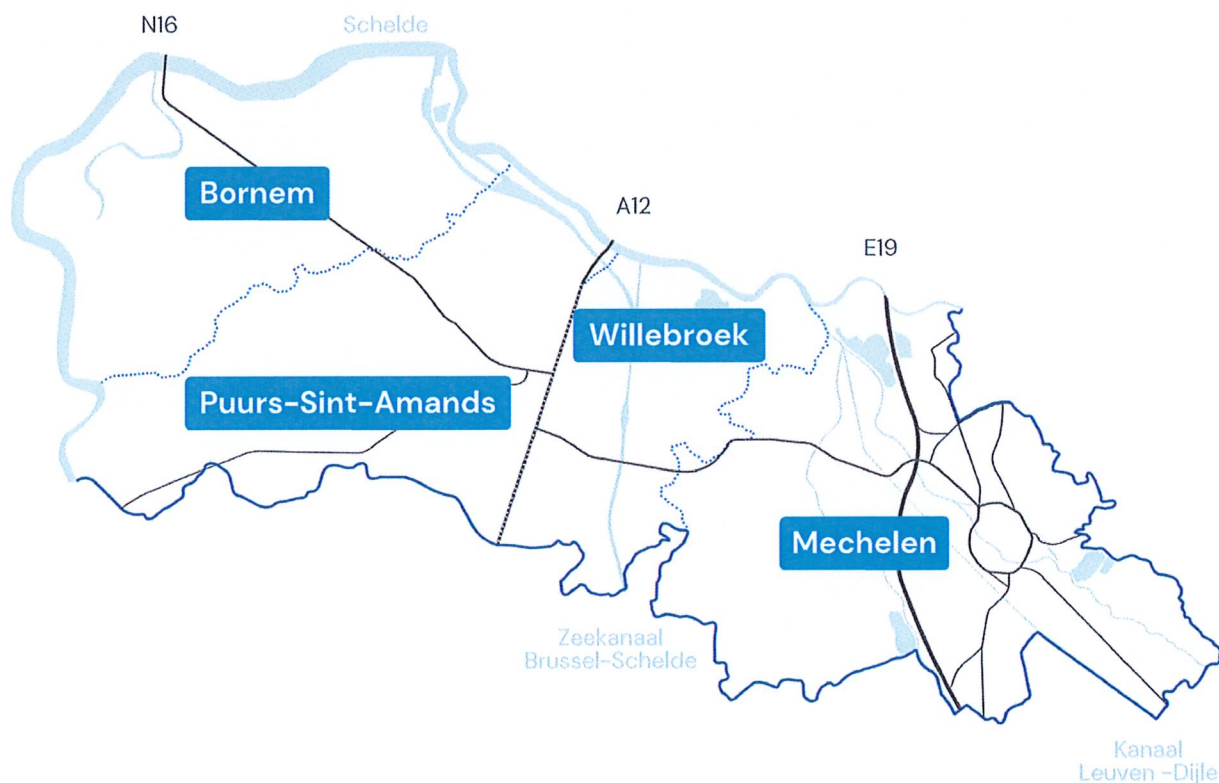 N16
Schelde
Bornem
A12
E19
Willebroek
Puurs-Sint-Amands
Mechelen
Zeekanaal
Brussel-Schelde
Kanaal
Leuven -Dijle